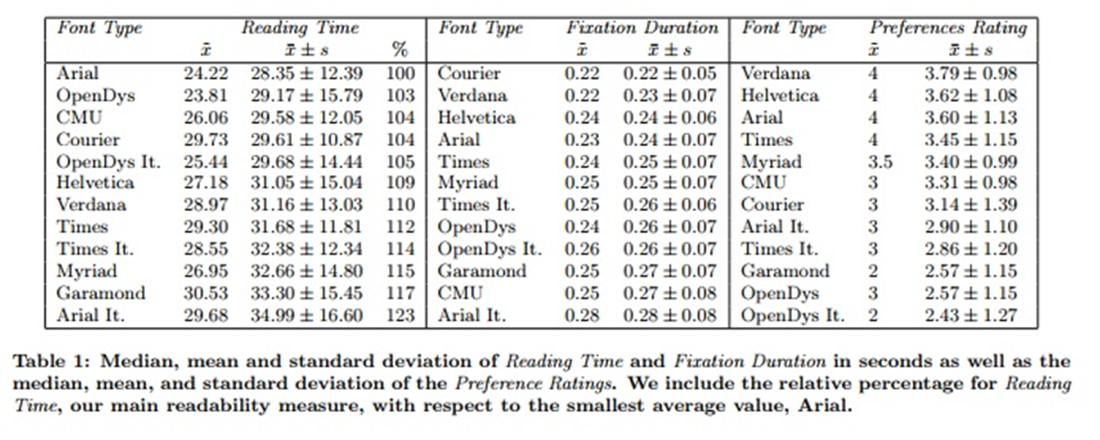 Font Type Reading Time Font Type Fixation Duration Font Type Preferences Rating
x̃ x̄ ± s % x̃ x̄ ± s x̃ x̄ ± s
Arial 24.22 28.35 ± 12.39 100 Courier 0.22 0.22 ± 0.05 Verdana 4 3.79 ± 0.98
OpenDys 23.81 29.17 ± 15.79 103 Verdana 0.22 0.23 ± 0.07 Helvetica 4 3.62 ± 1.08
CMU 26.06 29.58 ± 12.05 104 Helvetica 0.24 0.24 ± 0.06 Arial 4 3.60 ± 1.13
Courier 29.73 29.61 ± 10.87 104 Arial 0.23 0.24 ± 0.07 Times 4 3.45 ± 1.15
OpenDys It. 25.44 29.68 ± 14.44 105 Times 0.24 0.25 ± 0.07 Myriad 3.5 3.40 ± 0.99
Helvetica 27.18 31.05 ± 15.04 109 Myriad 0.25 0.25 ± 0.07 CMU 3 3.31 ± 0.98
Verdana 28.97 31.16 ± 13.03 110 Times It. 0.25 0.26 ± 0.06 Courier 3 3.14 ± 1.39
Times 29.30 31.68 ± 11.81 112 OpenDys 0.24 0.26 ± 0.07 Arial It. 3 2.90 ± 1.10
Times It. 28.55 32.38 ± 12.34 114 OpenDys It. 0.26 0.26 ± 0.07 Times It. 3 2.86 ± 1.20
Myriad 26.95 32.66 ± 14.80 115 Garamond 0.25 0.27 ± 0.07 Garamond 2 2.57 ± 1.15
Garamond 30.53 33.30 ± 15.45 117 CMU 0.25 0.27 ± 0.08 OpenDys 3 2.57 ± 1.15
Arial It. 29.68 34.99 ± 16.60 123 Arial It. 0.28 0.28 ± 0.08 OpenDys It. 2 2.43 ± 1.27
Table 1: Median, mean and standard deviation of Reading Time and Fixation Duration in seconds as well as the
median, mean, and standard deviation of the Preference Ratings. We include the relative percentage for Reading
Time, our main readability measure, with respect to the smallest average value, Arial.